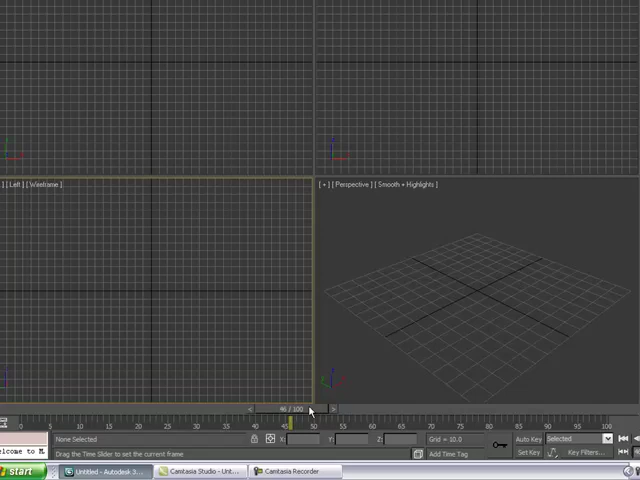 ] [ Left ] [ Wireframe ]
[ + ] [ Perspective ] [ Smooth + Highlights ]
< 46 / 100 >
0 5 10 15 20 25 30 35 40 45 50 55 60 65 70 75 80 85 90 95 100
None Selected X: Y: Z: Grid = 10.0 Auto Key Selected
elcome to M. Drag the Time Slider to set the current frame Add Time Tag Set Key Key Filters...
start Untitled - Autodesk 3... Camtasia Studio - Unt... Camtasia Recorder